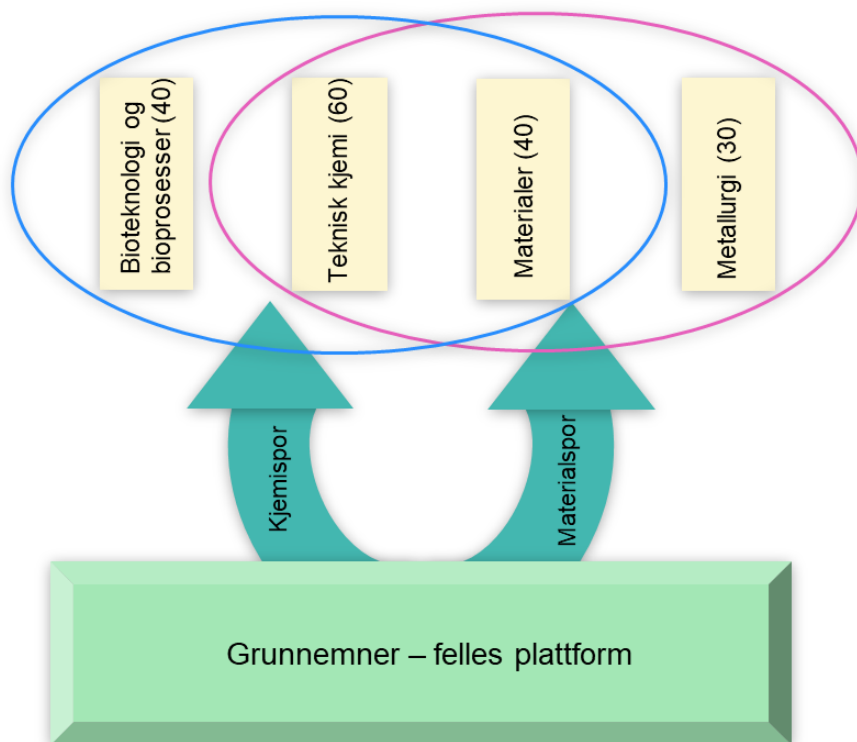 Bioteknologi og
bioprosesser (40)
Teknisk kjemi (60)
Materialer (40)
Metallurgi (30)
Kjemispor
Materialspor
Grunnemner – felles plattform